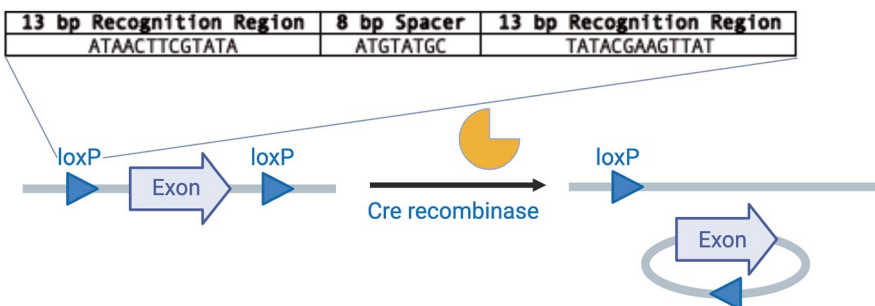 13 bp Recognition Region 8 bp Spacer 13 bp Recognition Region
ATAACTTCGTATA ATGTATGC TATACGAAGTTAT
loxP loxP loxP
Exon
Cre recombinase
Exon